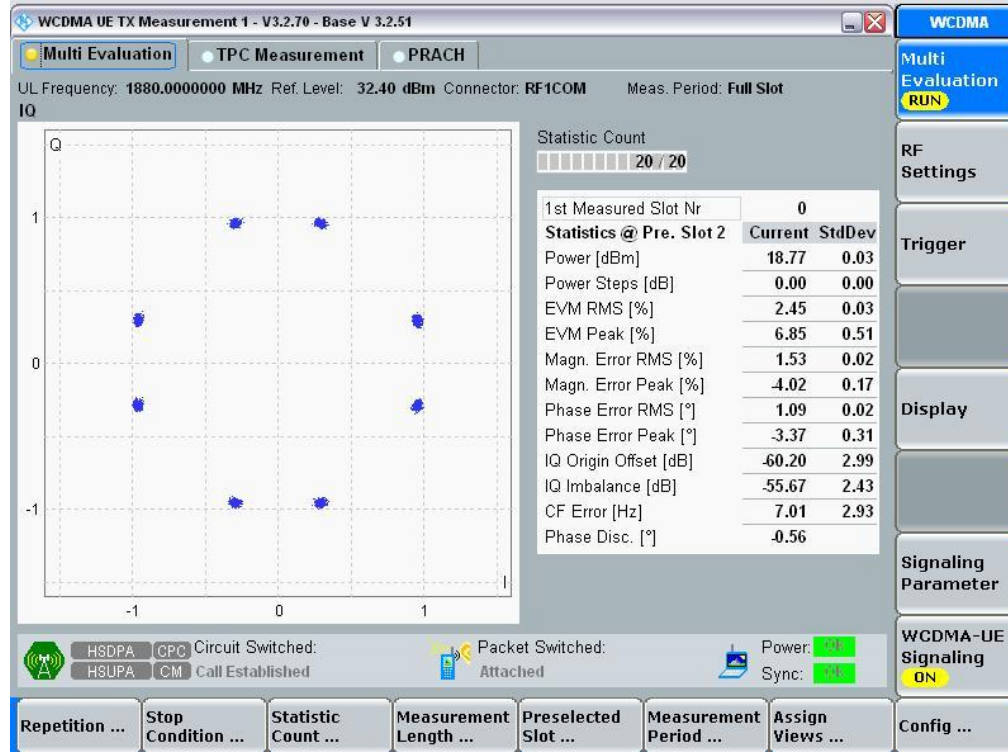 WCDMA UE TX Measurement 1 - V3.2.70 - Base V 3.2.51
WCDMA
Multi Evaluation
TPC Measurement
PRACH
UL Frequency: 1880.0000000 MHz Ref. Level: 32.40 dBm Connector: RF1COM Meas. Period: Full Slot
IQ
Q
1
0
-1
-1 0 1
I
Statistic Count
20 / 20
1st Measured Slot Nr 0
Statistics @ Pre. Slot 2 Current StdDev
Power [dBm] 18.77 0.03
Power Steps [dB] 0.00 0.00
EVM RMS [%] 2.45 0.03
EVM Peak [%] 6.85 0.51
Magn. Error RMS [%] 1.53 0.02
Magn. Error Peak [%] -4.02 0.17
Phase Error RMS [°] 1.09 0.02
Phase Error Peak [°] -3.37 0.31
IQ Origin Offset [dB] -60.20 2.99
IQ Imbalance [dB] -55.67 2.43
CF Error [Hz] 7.01 2.93
Phase Disc. [°] -0.56
HSDPA CPC Circuit Switched:
HSUPA CM Call Established
Packet Switched:
Attached
Power:
Sync:
Multi
Evaluation
RUN
RF
Settings
Trigger
Display
Signaling
Parameter
WCDMA-UE
Signaling
ON
Repetition ...
Stop
Condition ...
Statistic
Count ...
Measurement
Length ...
Preselected
Slot ...
Measurement
Period ...
Assign
Views ...
Config ...